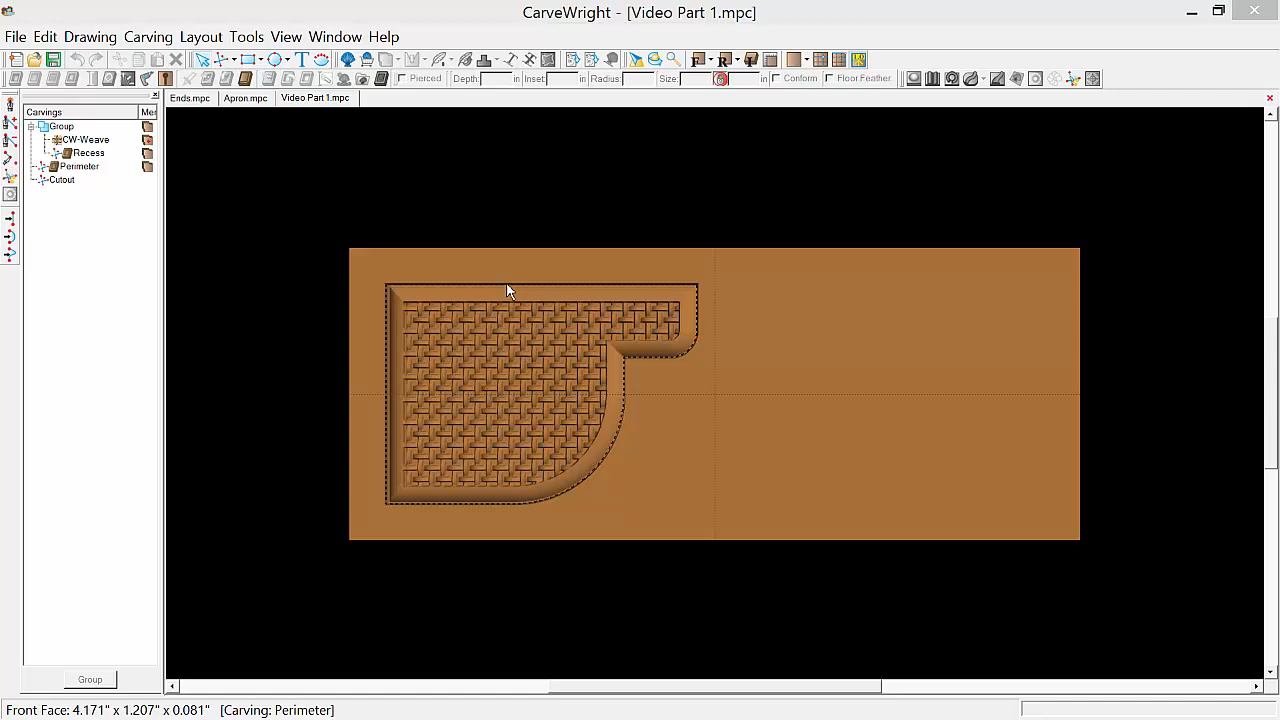 CarveWright - [Video Part 1.mpc]
File Edit Drawing Carving Layout Tools View Window Help
Pierced Depth: in Inset: in Radius: in Size: in Conform Floor Feather
Carvings
Ends.mpc Apron.mpc Video Part 1.mpc
Group
CW-Weave
Recess
Perimeter
Cutout
Group
Front Face: 4.171" x 1.207" x 0.081" [Carving: Perimeter]